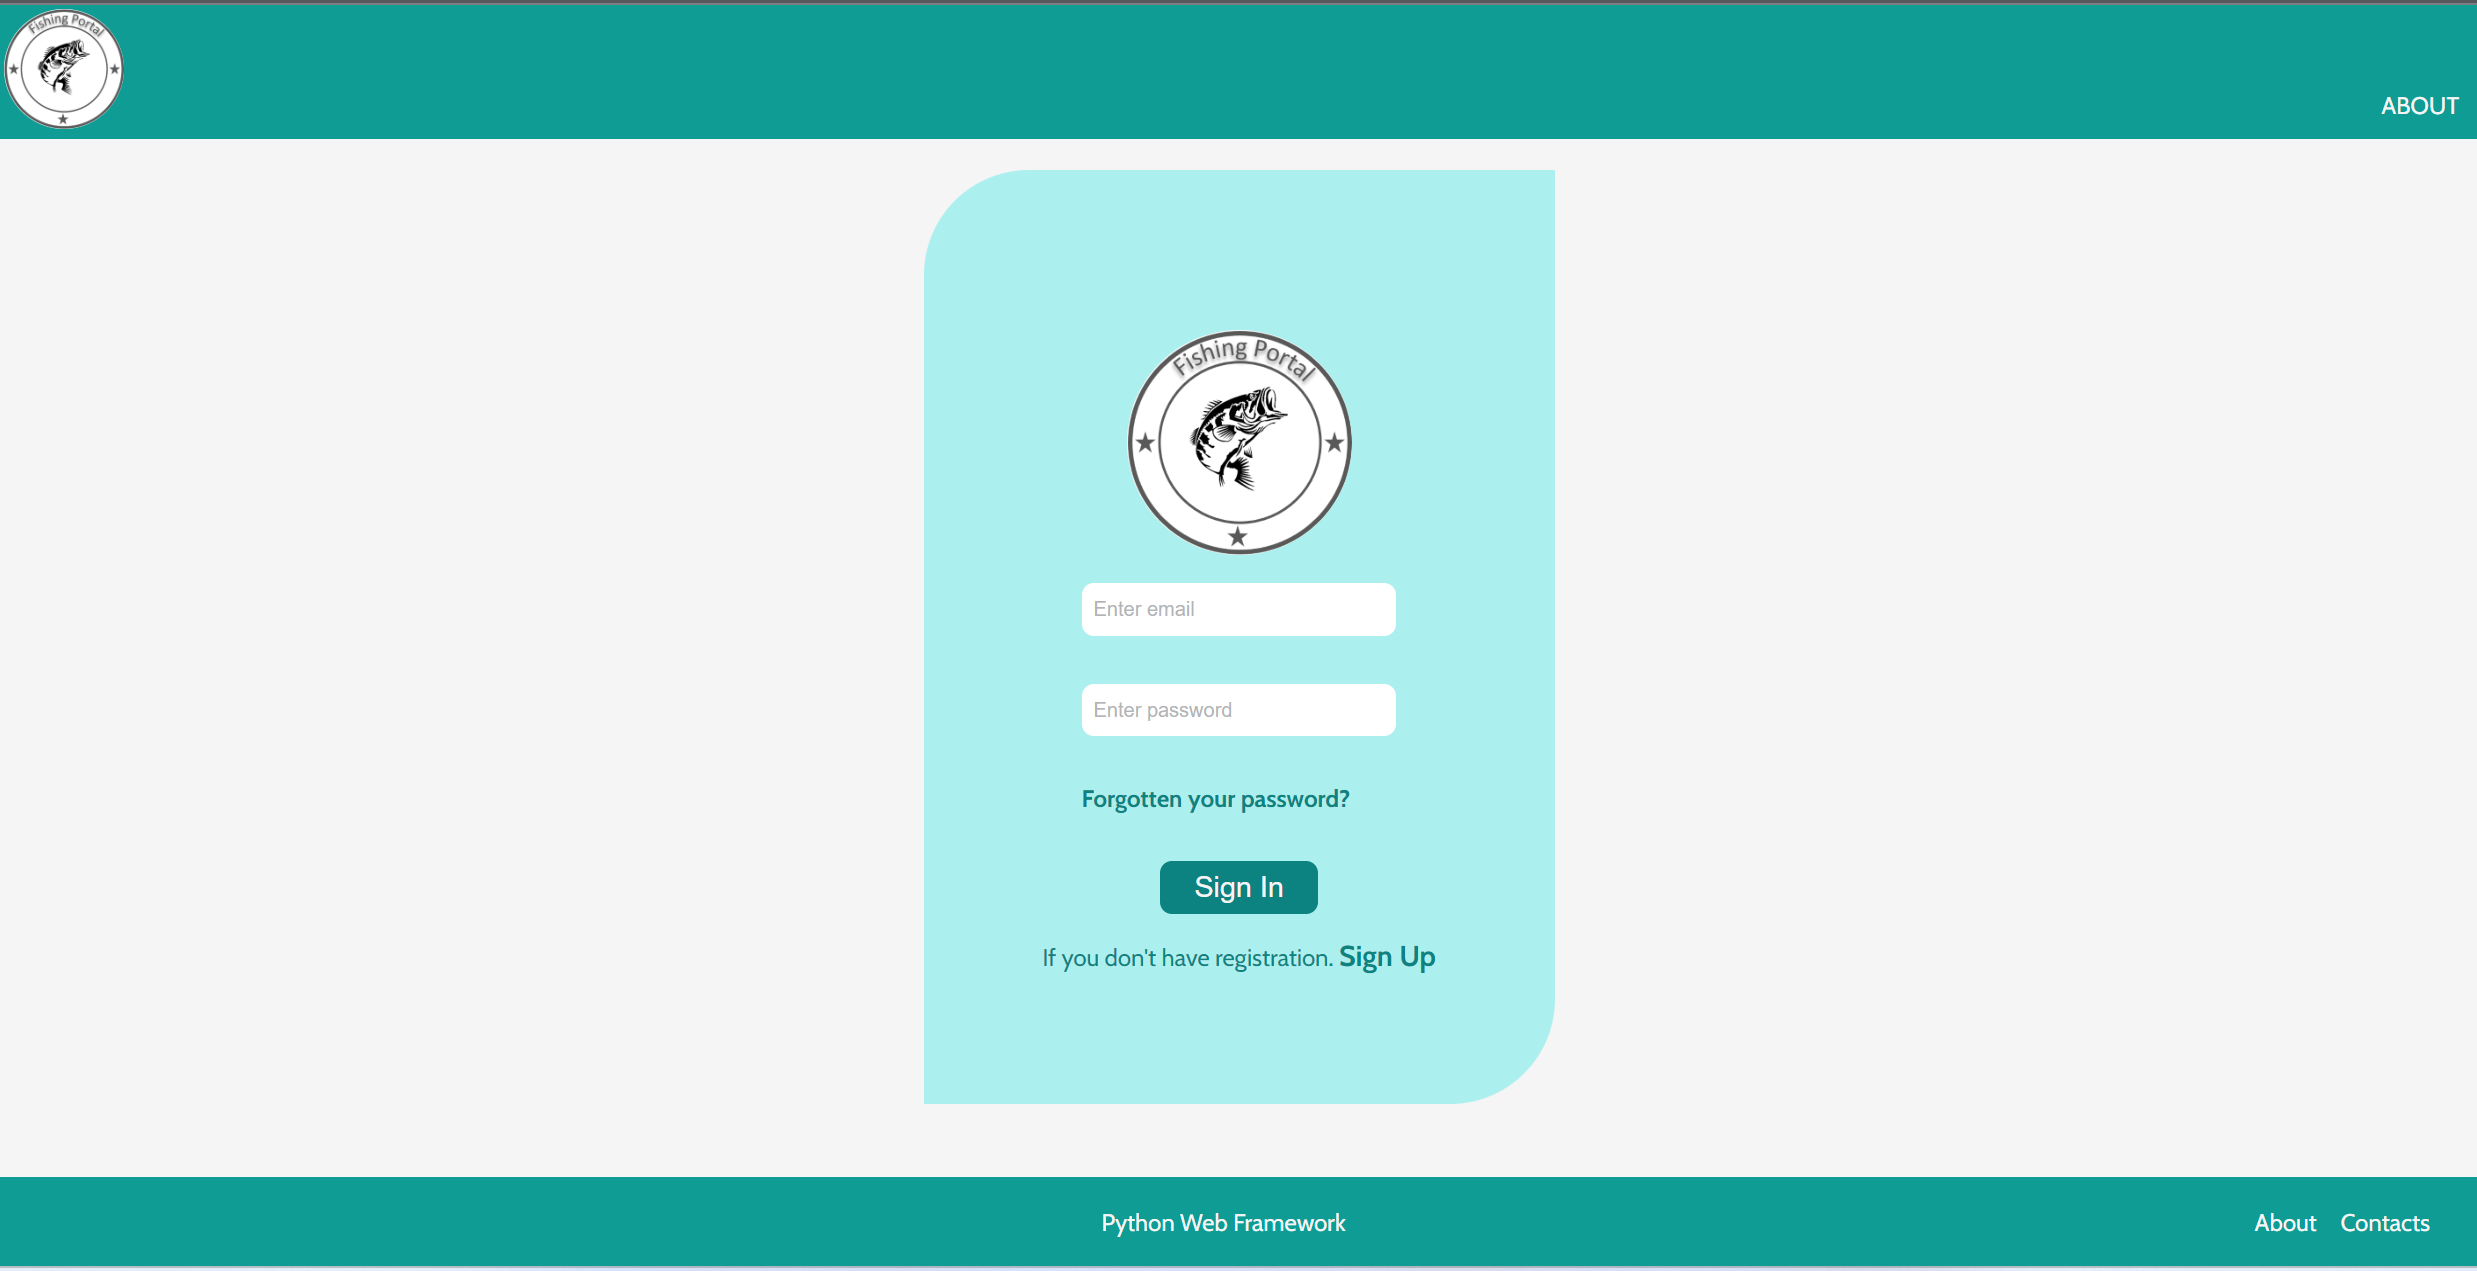 Fishing Portal
ABOUT
Fishing Portal
Enter email
Enter password
Forgotten your password?
Sign In
If you don't have registration. Sign Up
Python Web Framework
About Contacts